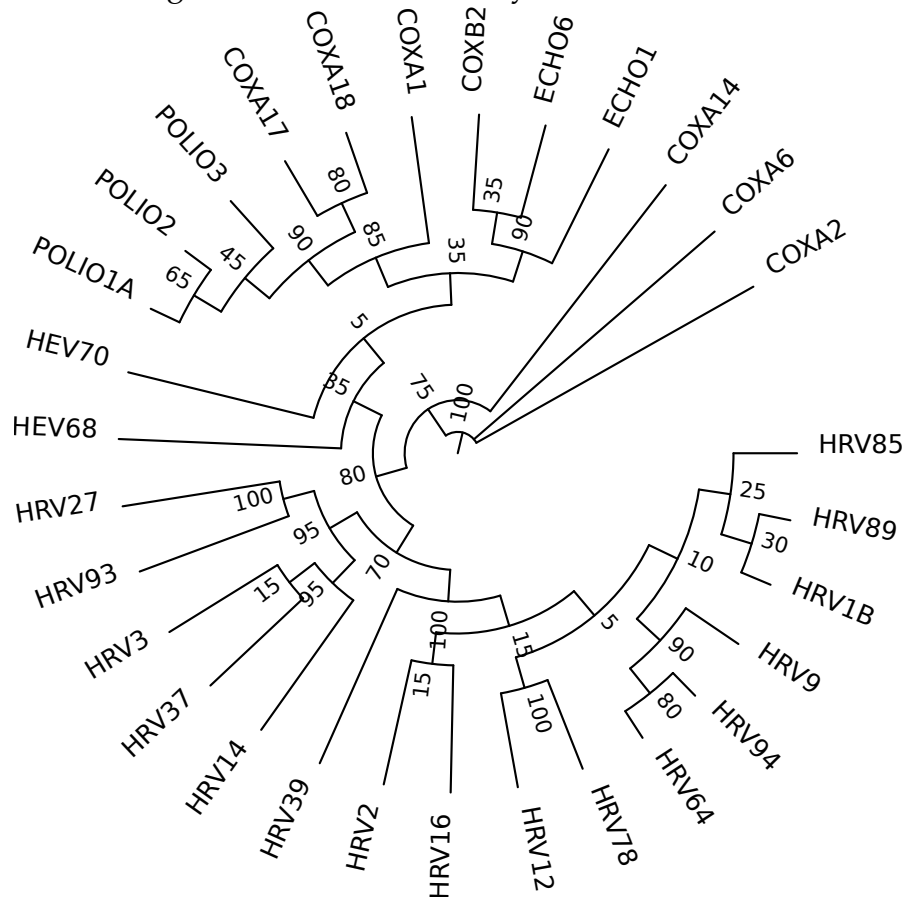 COXA1
COXB2
ECHO6
ECHO1
COXA18
COXA17
COXA14
POLIO3
COXA6
POLIO2
COXA2
POLIO1A
80
35
90
85
90
35
45
65
5
HEV70
35
75
100
HEV68
80
HRV85
HRV27
100
25
HRV89
95
30
HRV93
70
10
HRV1B
15
95
HRV3
5
100
15
90
HRV9
HRV37
15
100
80
HRV94
HRV14
HRV64
HRV39
HRV2
HRV16
HRV12
HRV78